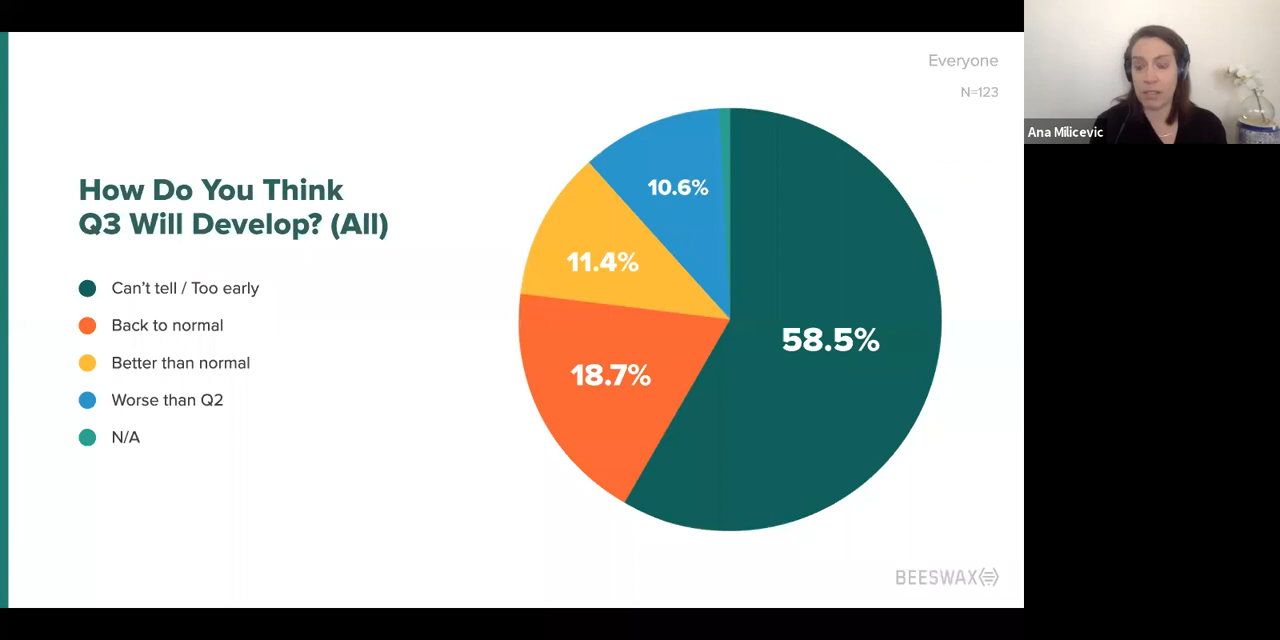 Everyone
N=123
How Do You Think
Q3 Will Develop? (All)
Can't tell / Too early
Back to normal
Better than normal
Worse than Q2
N/A
10.6%
11.4%
58.5%
18.7%
BEESWAX
Ana Milicevic